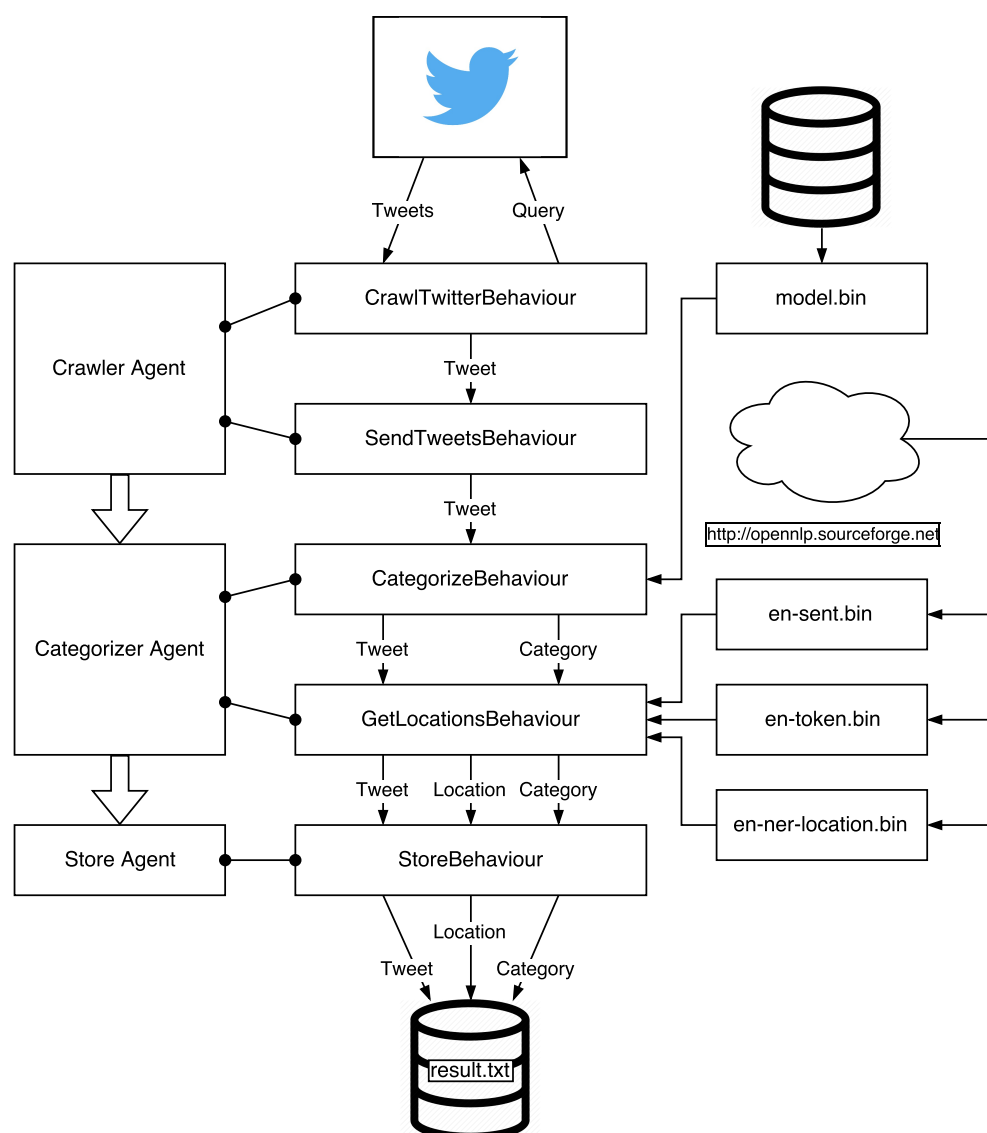 Tweets
Query
CrawlTwitterBehaviour
model.bin
Crawler Agent
Tweet
SendTweetsBehaviour
Tweet
http://opennlp.sourceforge.net
CategorizeBehaviour
en-sent.bin
Categorizer Agent
Tweet
Category
GetLocationsBehaviour
en-token.bin
Tweet
Location
Category
en-ner-location.bin
Store Agent
StoreBehaviour
Location
Tweet
Category
result.txt